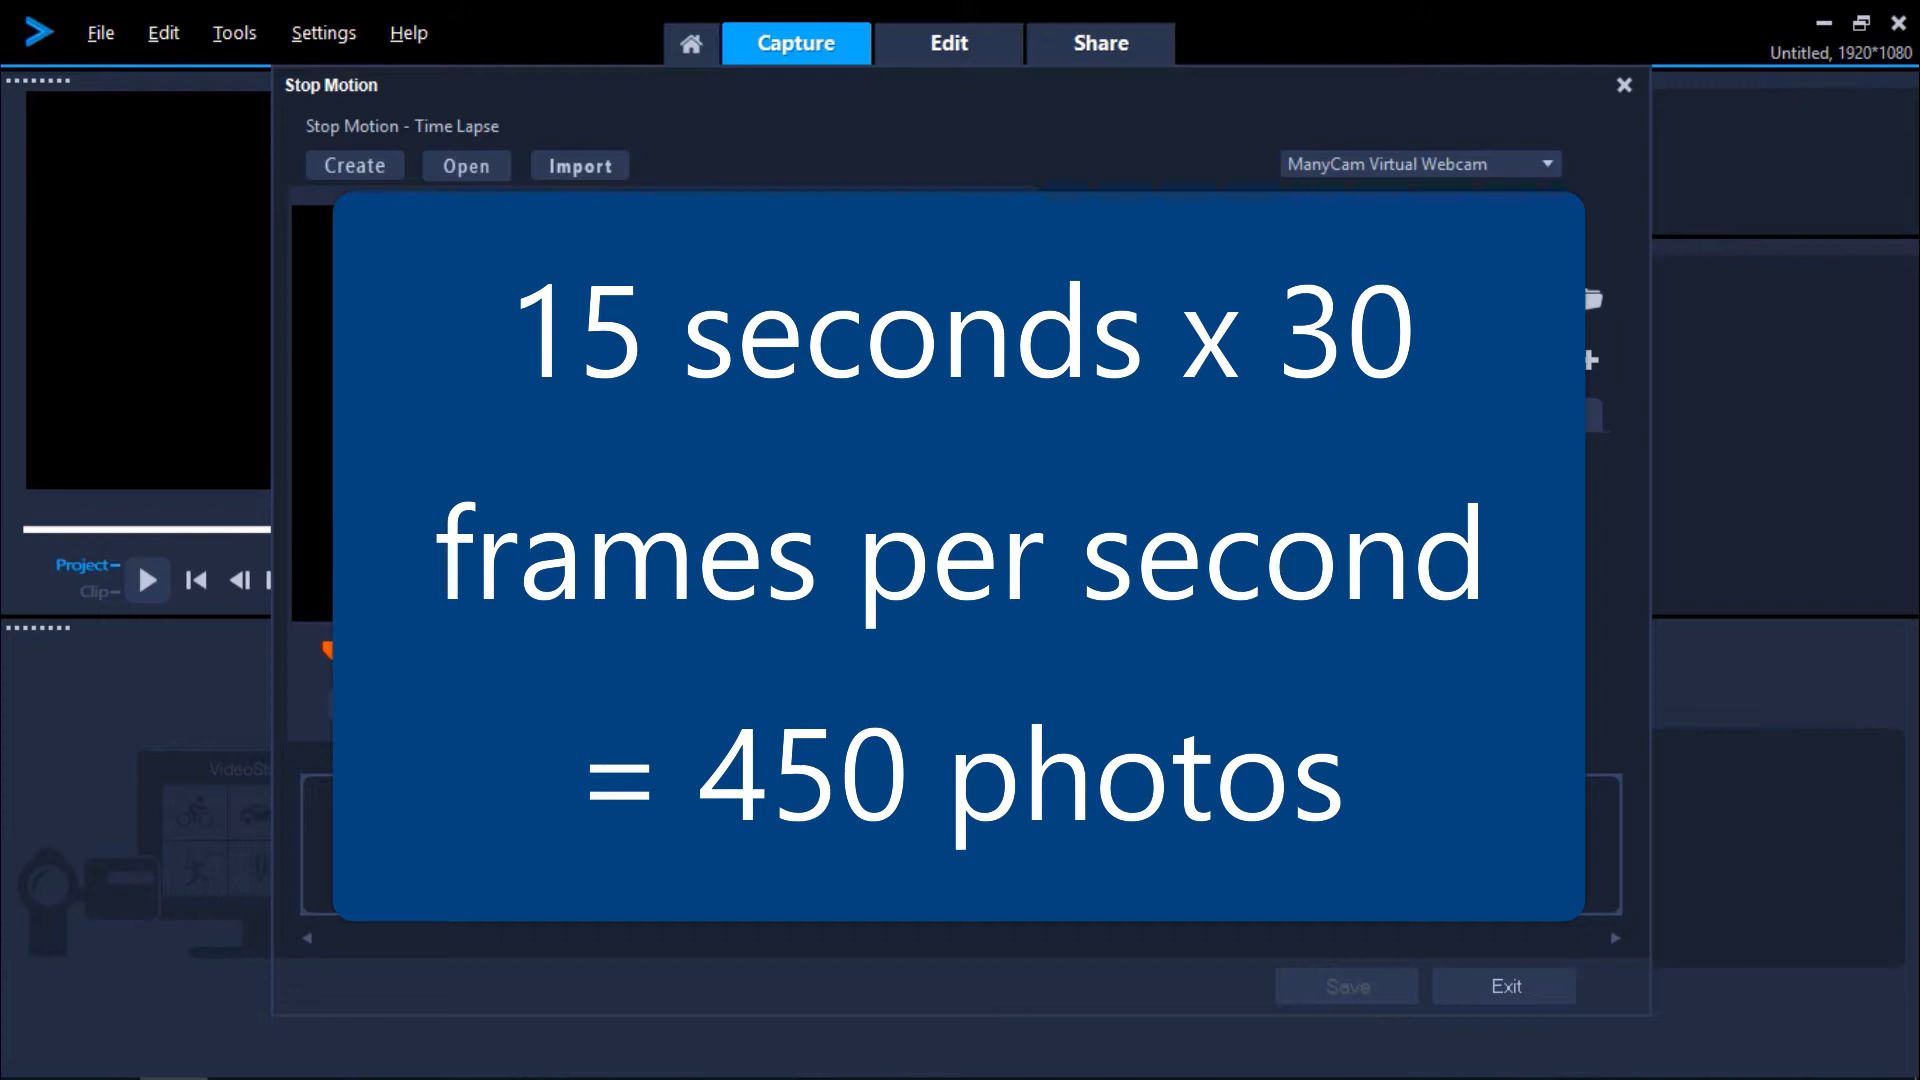 File Edit Tools Settings Help
Capture Edit Share
Untitled, 1920*1080
Stop Motion
Stop Motion - Time Lapse
Create Open Import
ManyCam Virtual Webcam
15 seconds x 30
frames per second
= 450 photos
Project
Clip
Save Exit